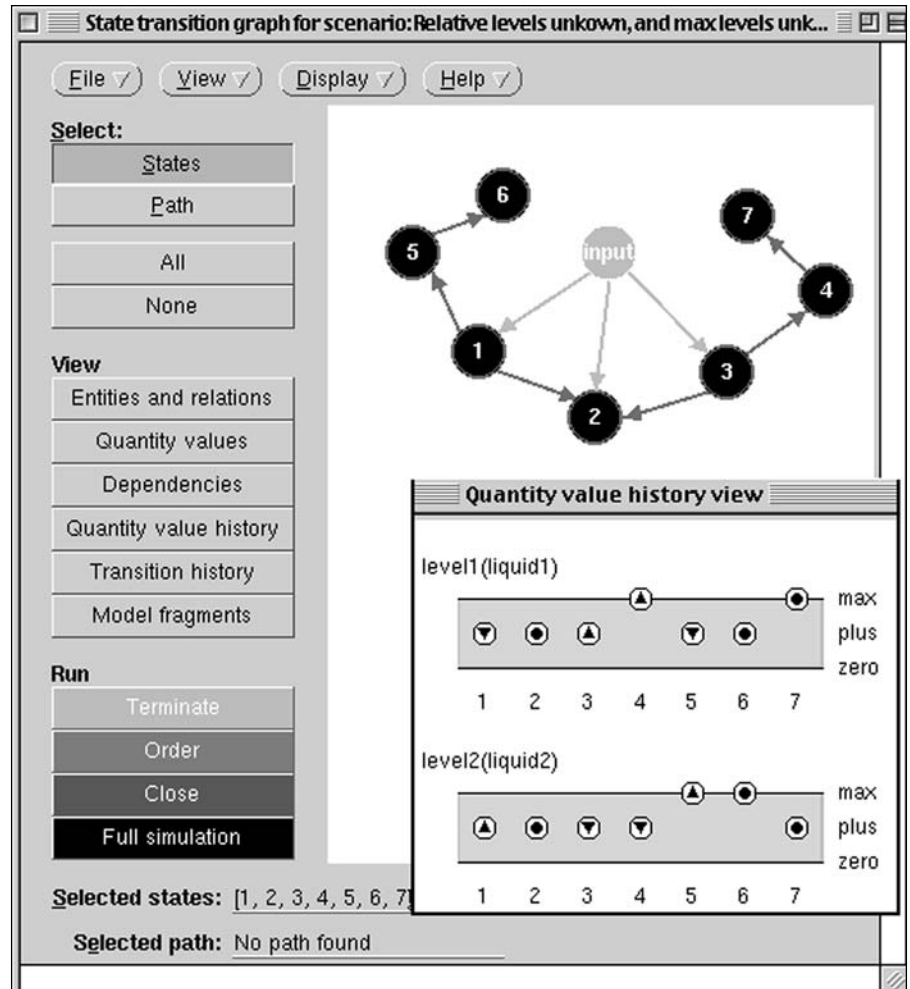 State transition graph for scenario:Relative levels unkown, and max levels unk...
File View Display Help
Select:
States
Path
All
None
View
Entities and relations
Quantity values
Dependencies
Quantity value history
Transition history
Model fragments
Run
Terminate
Order
Close
Full simulation
Selected states: [1, 2, 3, 4, 5, 6, 7]
Selected path: No path found
6
7
5
input
4
1
3
2
Quantity value history view
level1(liquid1)
max
plus
zero
1 2 3 4 5 6 7
level2(liquid2)
max
plus
zero
1 2 3 4 5 6 7